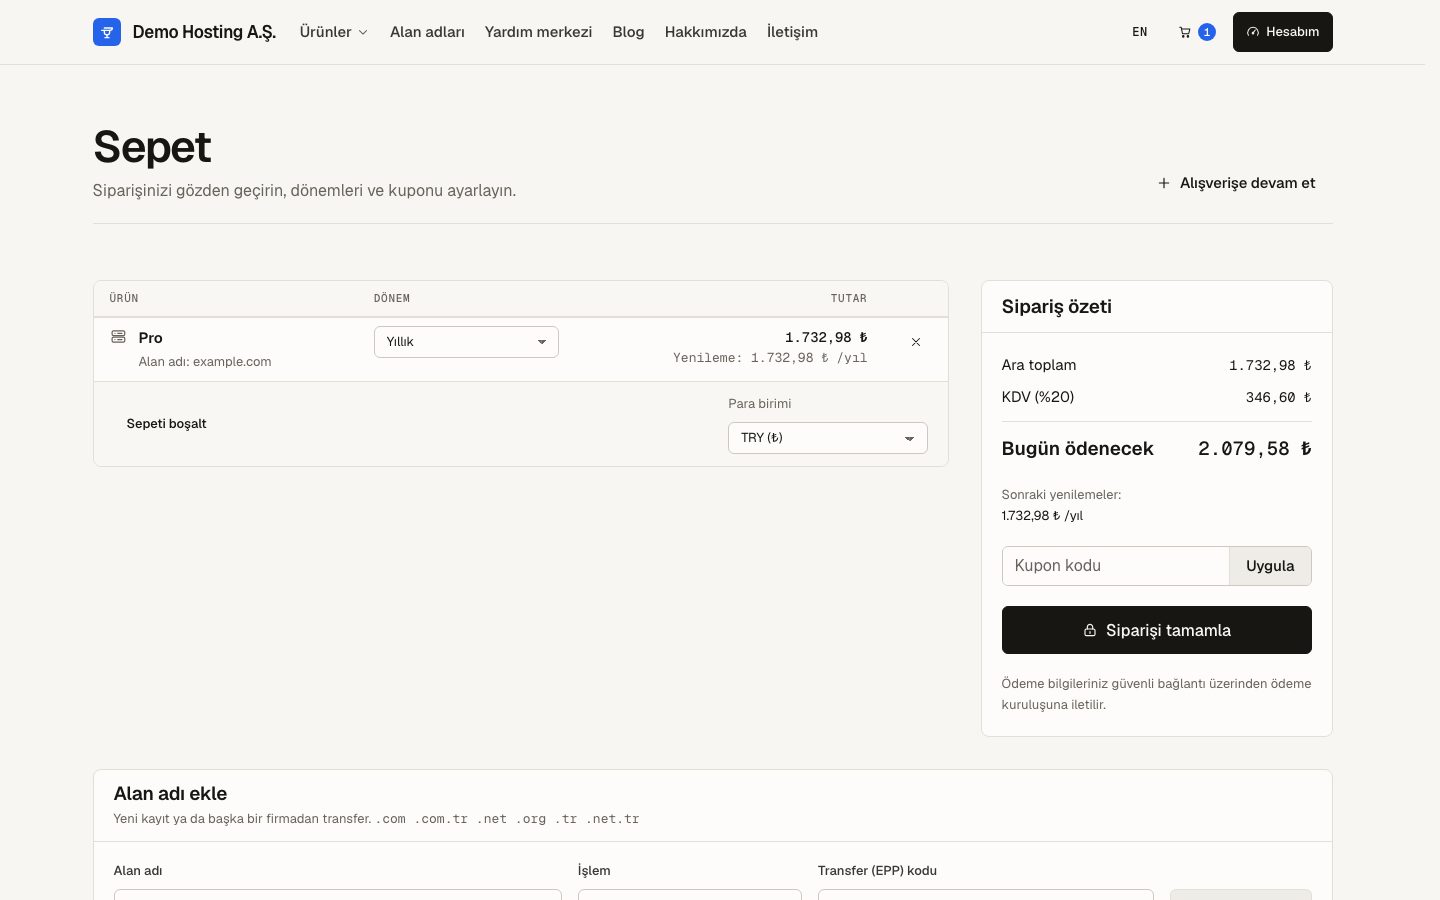 Demo Hosting A.Ş. Ürünler Alan adları Yardım merkezi Blog Hakkımızda İletişim EN 1 Hesabım
Sepet
Siparişinizi gözden geçirin, dönemleri ve kuponu ayarlayın.
Alışverişe devam et
ÜRÜN DÖNEM TUTAR
Pro Yıllık 1.732,98 ₺
Alan adı: example.com Yenileme: 1.732,98 ₺ /yıl
Sepeti boşalt
Para birimi
TRY (₺)
Sipariş özeti
Ara toplam 1.732,98 ₺
KDV (%20) 346,60 ₺
Bugün ödenecek 2.079,58 ₺
Sonraki yenilemeler:
1.732,98 ₺ /yıl
Kupon kodu Uygula
Siparişi tamamla
Ödeme bilgileriniz güvenli bağlantı üzerinden ödeme
kuruluşuna iletilir.
Alan adı ekle
Yeni kayıt ya da başka bir firmadan transfer. .com .com.tr .net .org .tr .net.tr
Alan adı İşlem Transfer (EPP) kodu